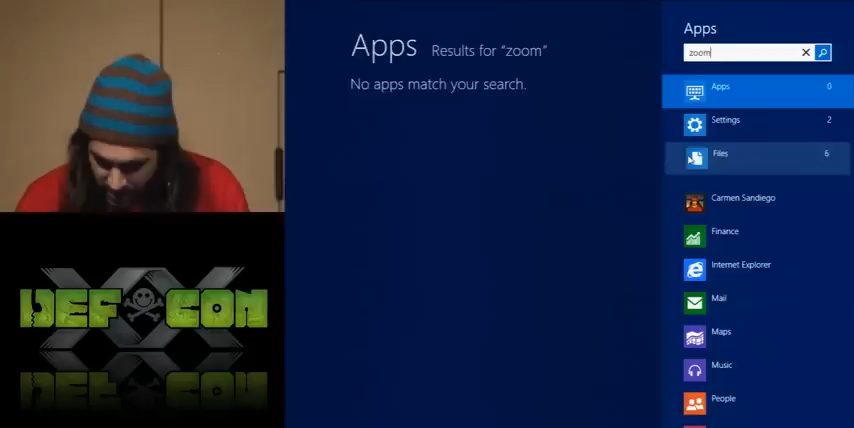 Apps Results for "zoom"
No apps match your search.
Apps
zoom
Apps 0
Settings 2
Files 6
Carmen Sandiego
Finance
Internet Explorer
Mail
Maps
Music
People
DEF CON
XX